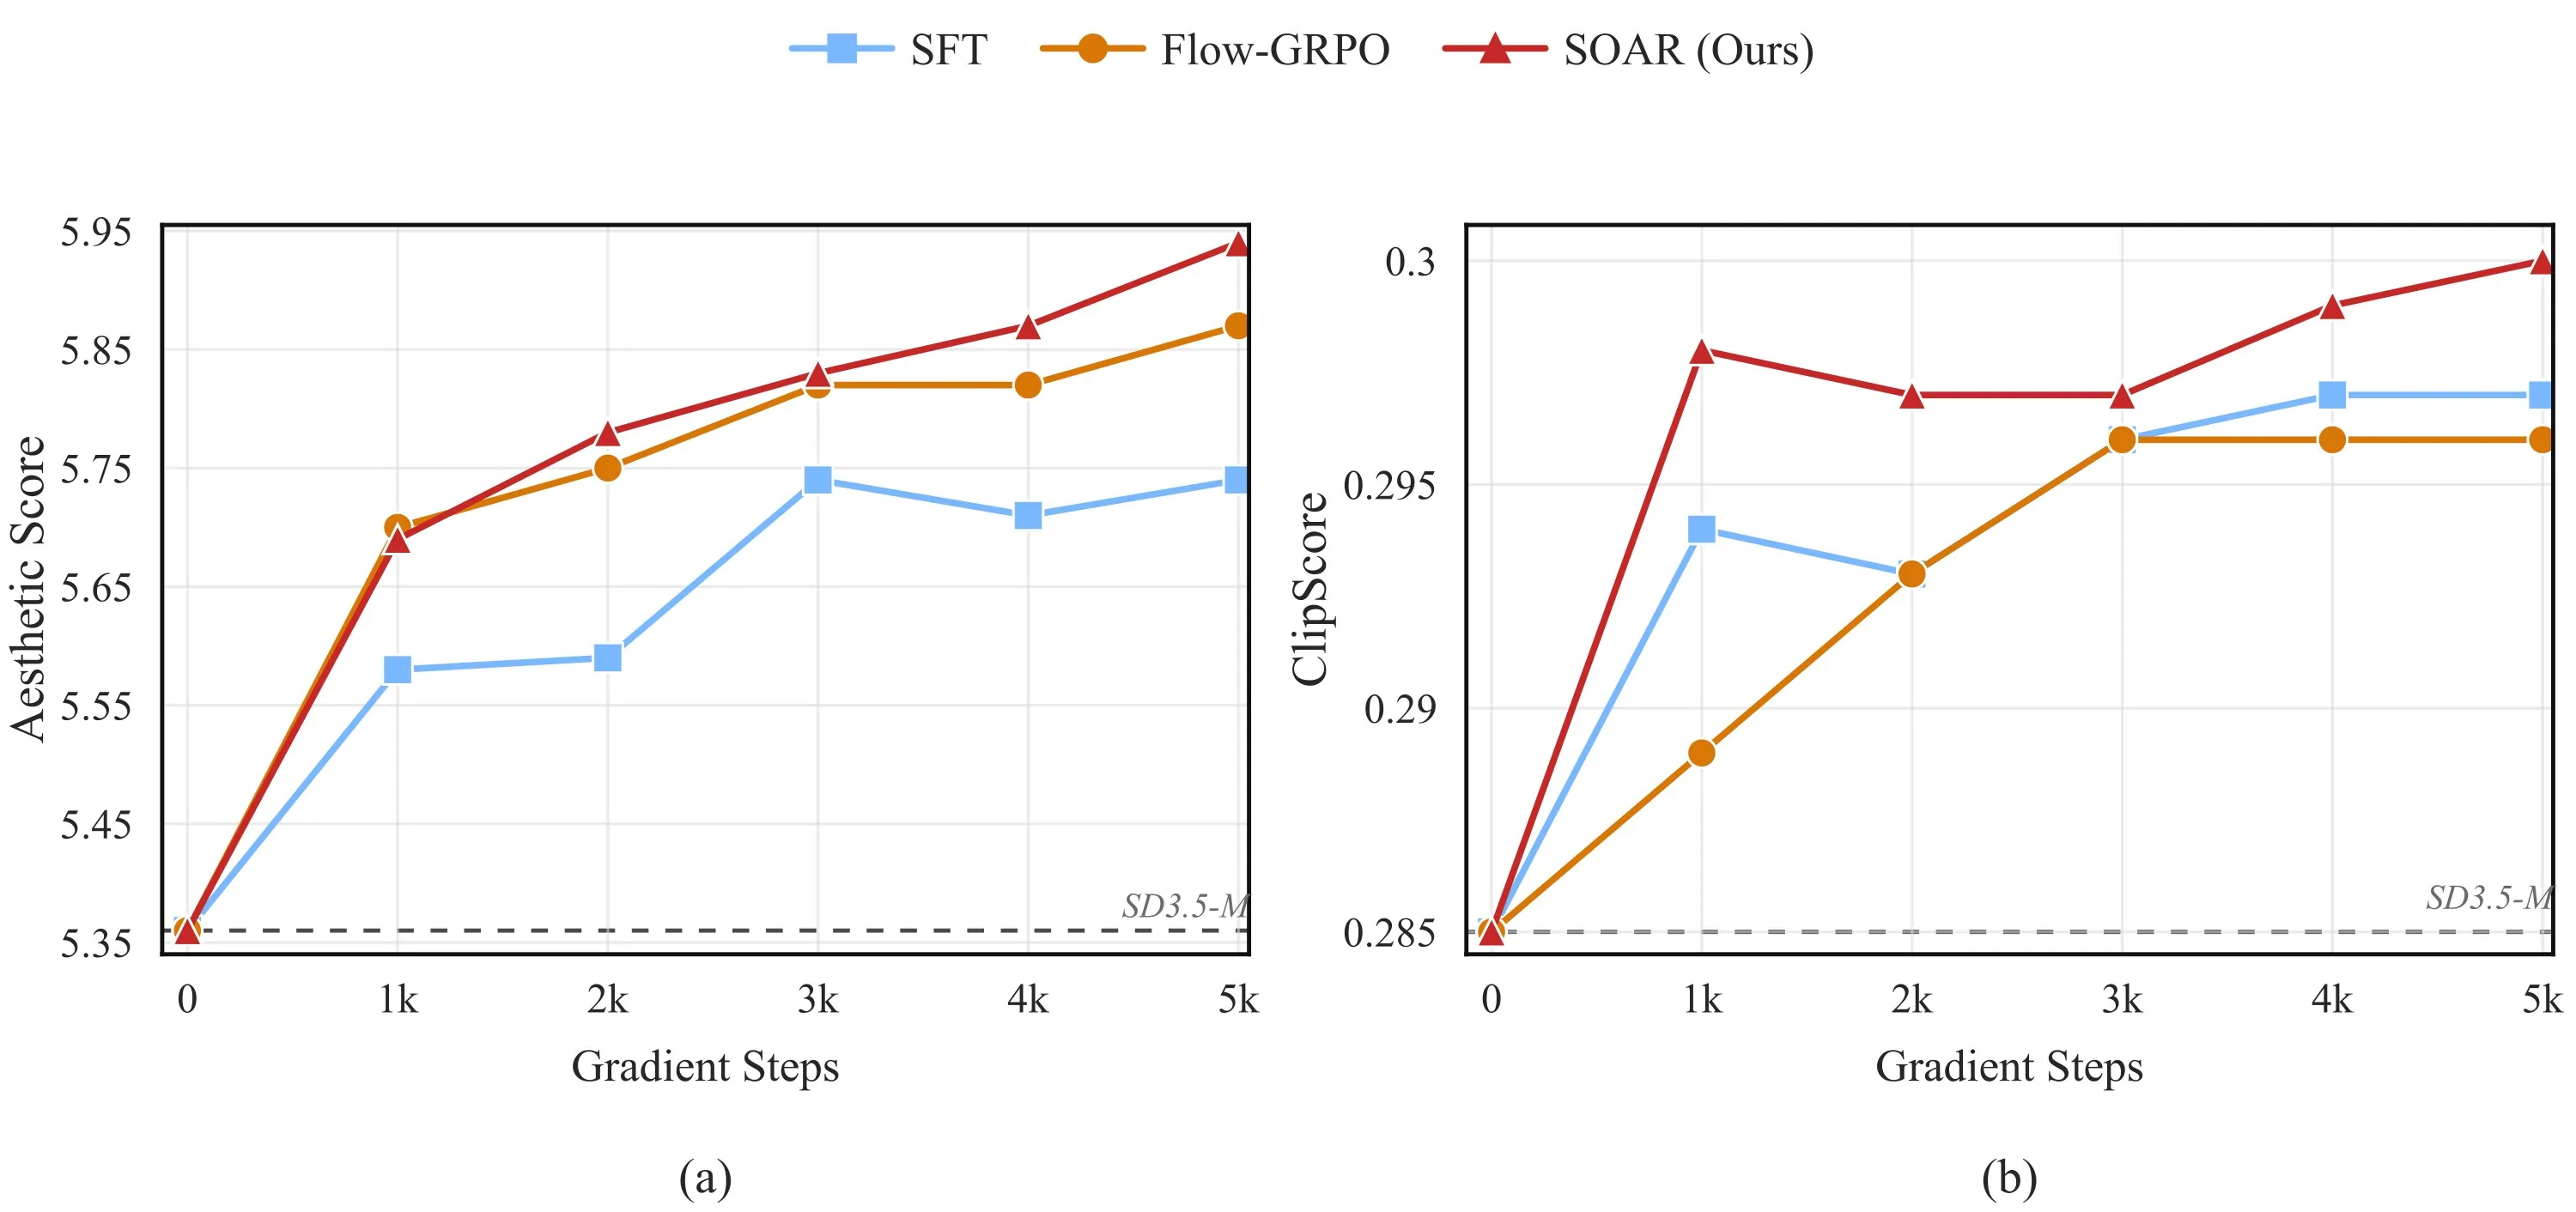 SFT Flow-GRPO SOAR (Ours)
Aesthetic Score
5.95
5.85
5.75
5.65
5.55
5.45
5.35
SD3.5-M
0 1k 2k 3k 4k 5k
Gradient Steps
(a)
ClipScore
0.3
0.295
0.29
0.285
SD3.5-M
0 1k 2k 3k 4k 5k
Gradient Steps
(b)